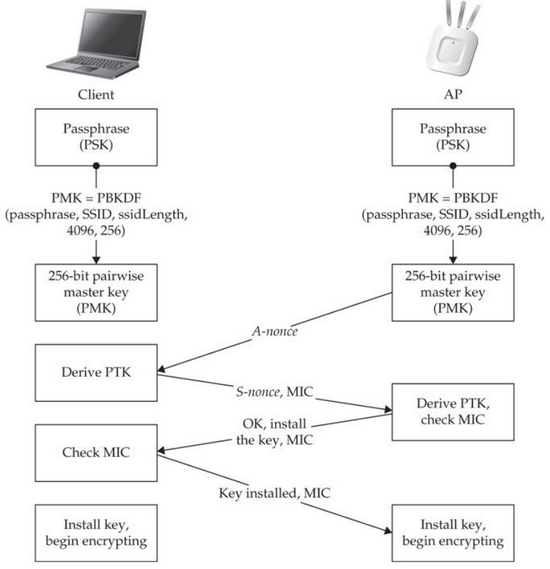 Client
AP
Passphrase
(PSK)
Passphrase
(PSK)
PMK = PBKDF
(passphrase, SSID, ssidLength,
4096, 256)
PMK = PBKDF
(passphrase, SSID, ssidLength,
4096, 256)
256-bit pairwise
master key
(PMK)
256-bit pairwise
master key
(PMK)
A-nonce
Derive PTK
S-nonce, MIC
Derive PTK,
check MIC
OK, install
the key, MIC
Check MIC
Key installed, MIC
Install key,
begin encrypting
Install key,
begin encrypting